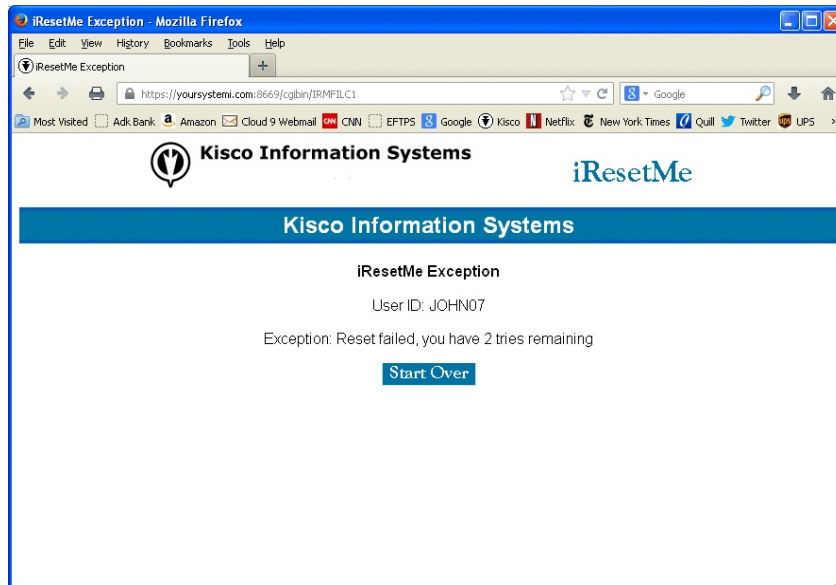 iResetMe Exception - Mozilla Firefox
File Edit View History Bookmarks Tools Help
iResetMe Exception
https://yoursystemi.com:8669/cgibin/IRMFILC1 Google
Most Visited Adk Bank Amazon Cloud 9 Webmail CNN EFTPS Google Kisco Netflix New York Times Quill Twitter UPS
Kisco Information Systems
iResetMe
Kisco Information Systems
iResetMe Exception
User ID: JOHN07
Exception: Reset failed, you have 2 tries remaining
Start Over